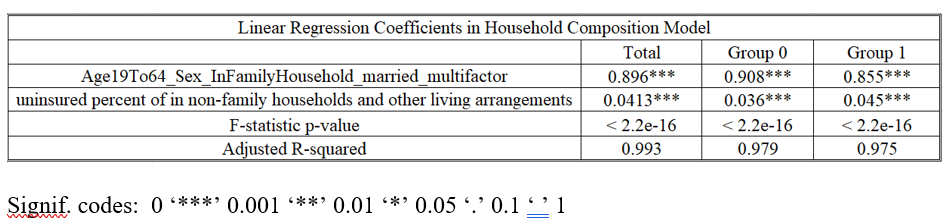 Linear Regression Coefficients in Household Composition Model
Total Group 0 Group 1
Age19To64_Sex_InFamilyHousehold_married_multifactor 0.896*** 0.908*** 0.855***
uninsured percent of in non-family households and other living arrangements 0.0413*** 0.036*** 0.045***
F-statistic p-value < 2.2e-16 < 2.2e-16 < 2.2e-16
Adjusted R-squared 0.993 0.979 0.975
Signif. codes:  0 ‘***’ 0.001 ‘**’ 0.01 ‘*’ 0.05 ‘.’ 0.1 ‘ ’ 1